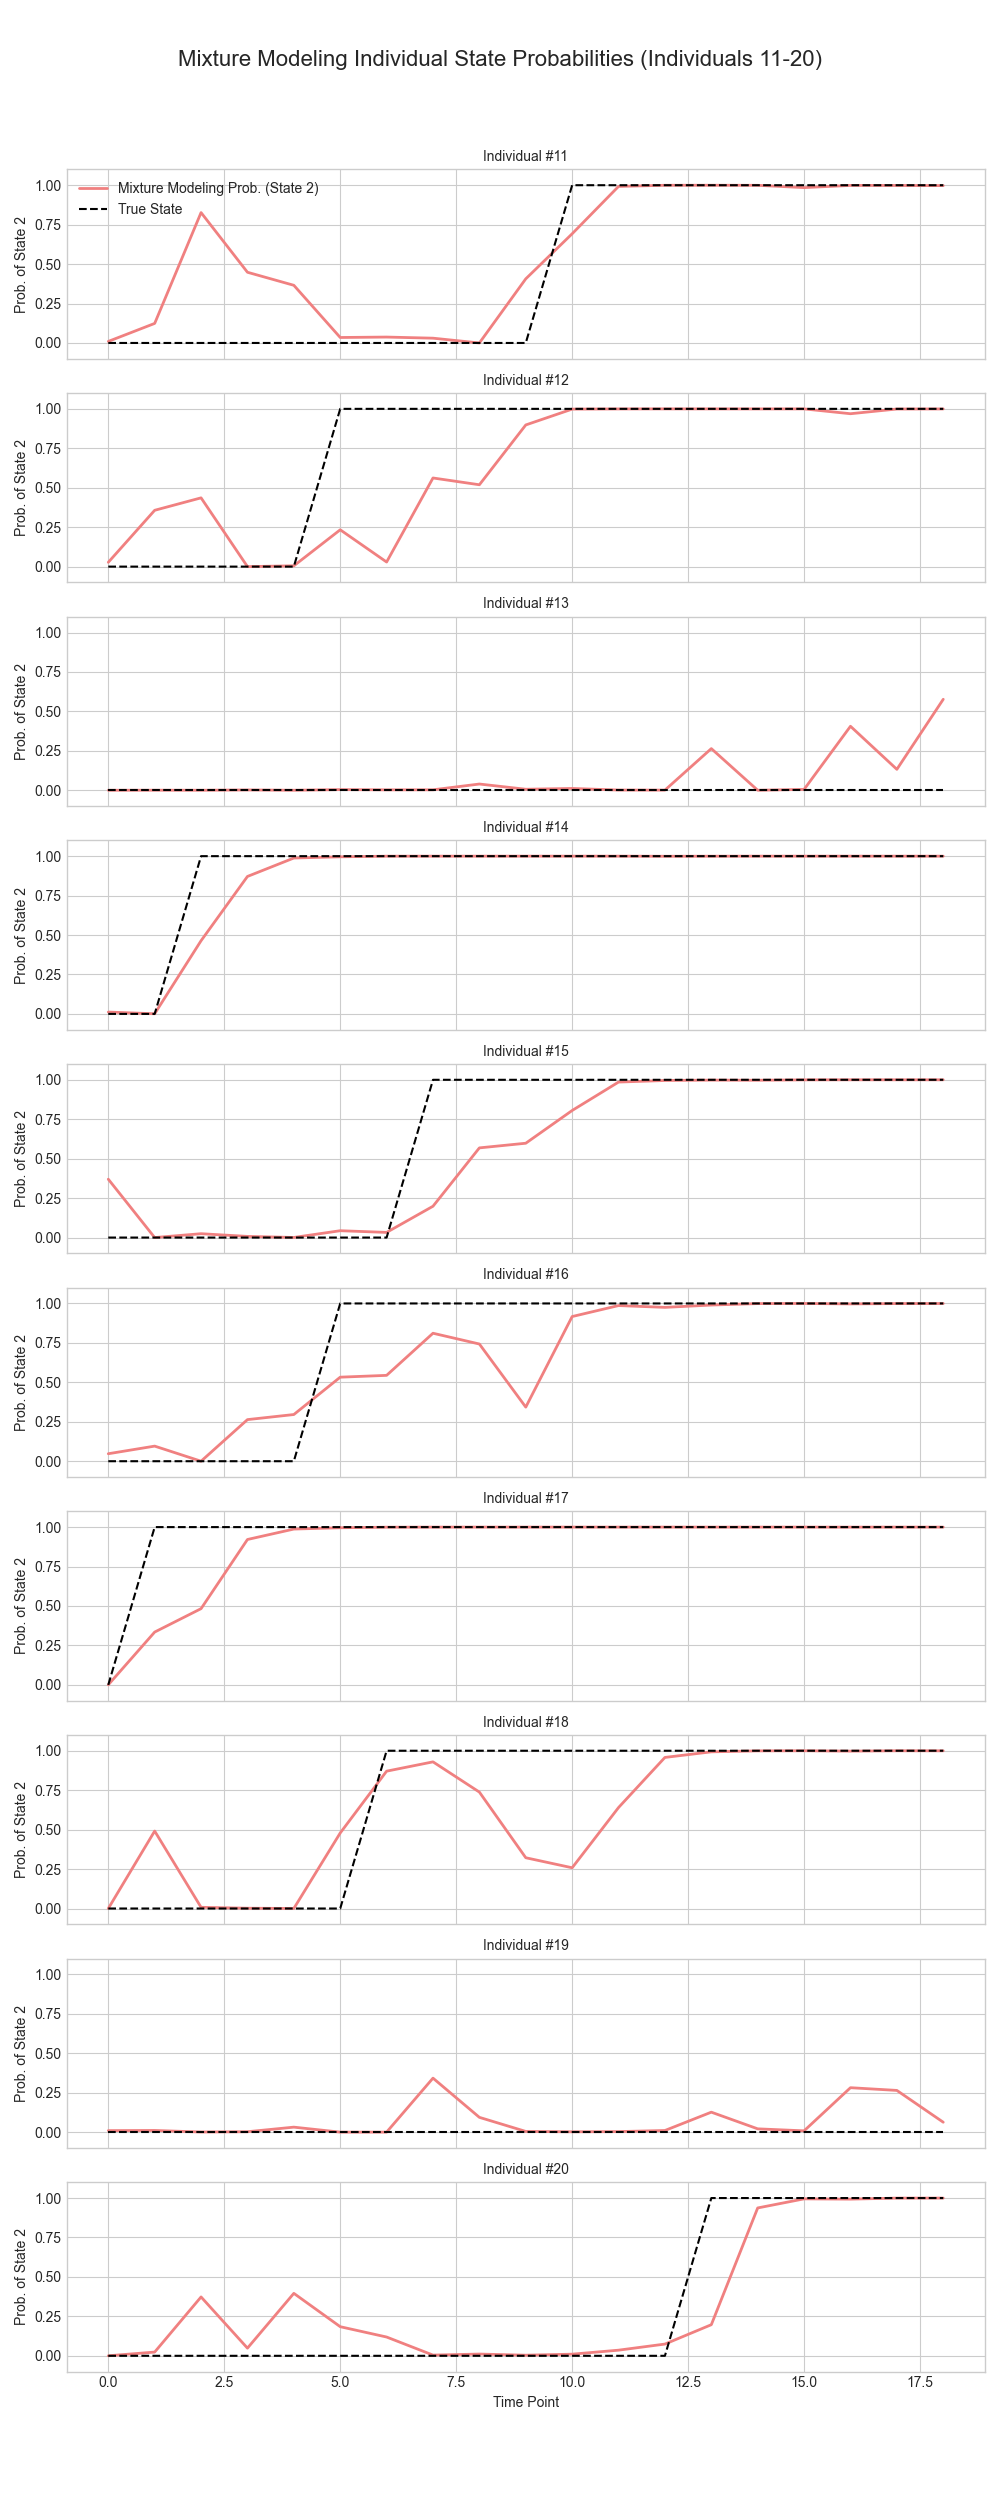 Mixture Modeling Individual State Probabilities (Individuals 11-20)
Individual #11
Mixture Modeling Prob. (State 2)
True State
1.00
0.75
0.50
0.25
0.00
Prob. of State 2
Individual #12
1.00
0.75
0.50
0.25
0.00
Prob. of State 2
Individual #13
1.00
0.75
0.50
0.25
0.00
Prob. of State 2
Individual #14
1.00
0.75
0.50
0.25
0.00
Prob. of State 2
Individual #15
1.00
0.75
0.50
0.25
0.00
Prob. of State 2
Individual #16
1.00
0.75
0.50
0.25
0.00
Prob. of State 2
Individual #17
1.00
0.75
0.50
0.25
0.00
Prob. of State 2
Individual #18
1.00
0.75
0.50
0.25
0.00
Prob. of State 2
Individual #19
1.00
0.75
0.50
0.25
0.00
Prob. of State 2
Individual #20
1.00
0.75
0.50
0.25
0.00
Prob. of State 2
0.0 2.5 5.0 7.5 10.0 12.5 15.0 17.5
Time Point